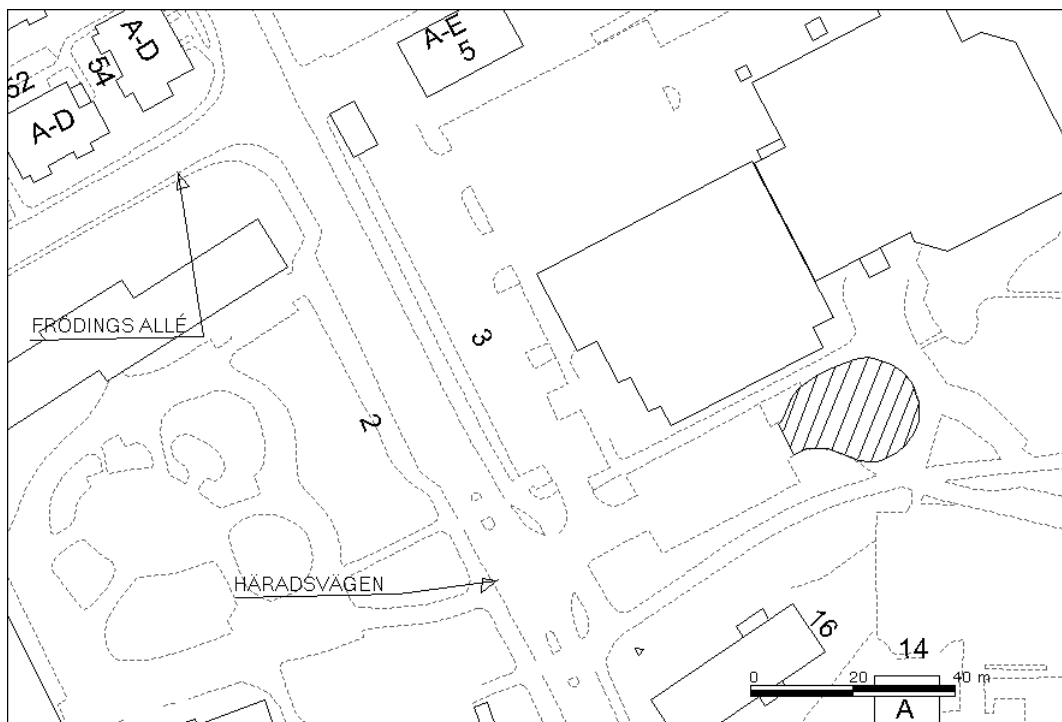 A-D
54
A-E
5
52
A-D
FRÖDINGS ALLÉ
3
2
HÄRADSVÄGEN
16
14
0 20 40 m
A